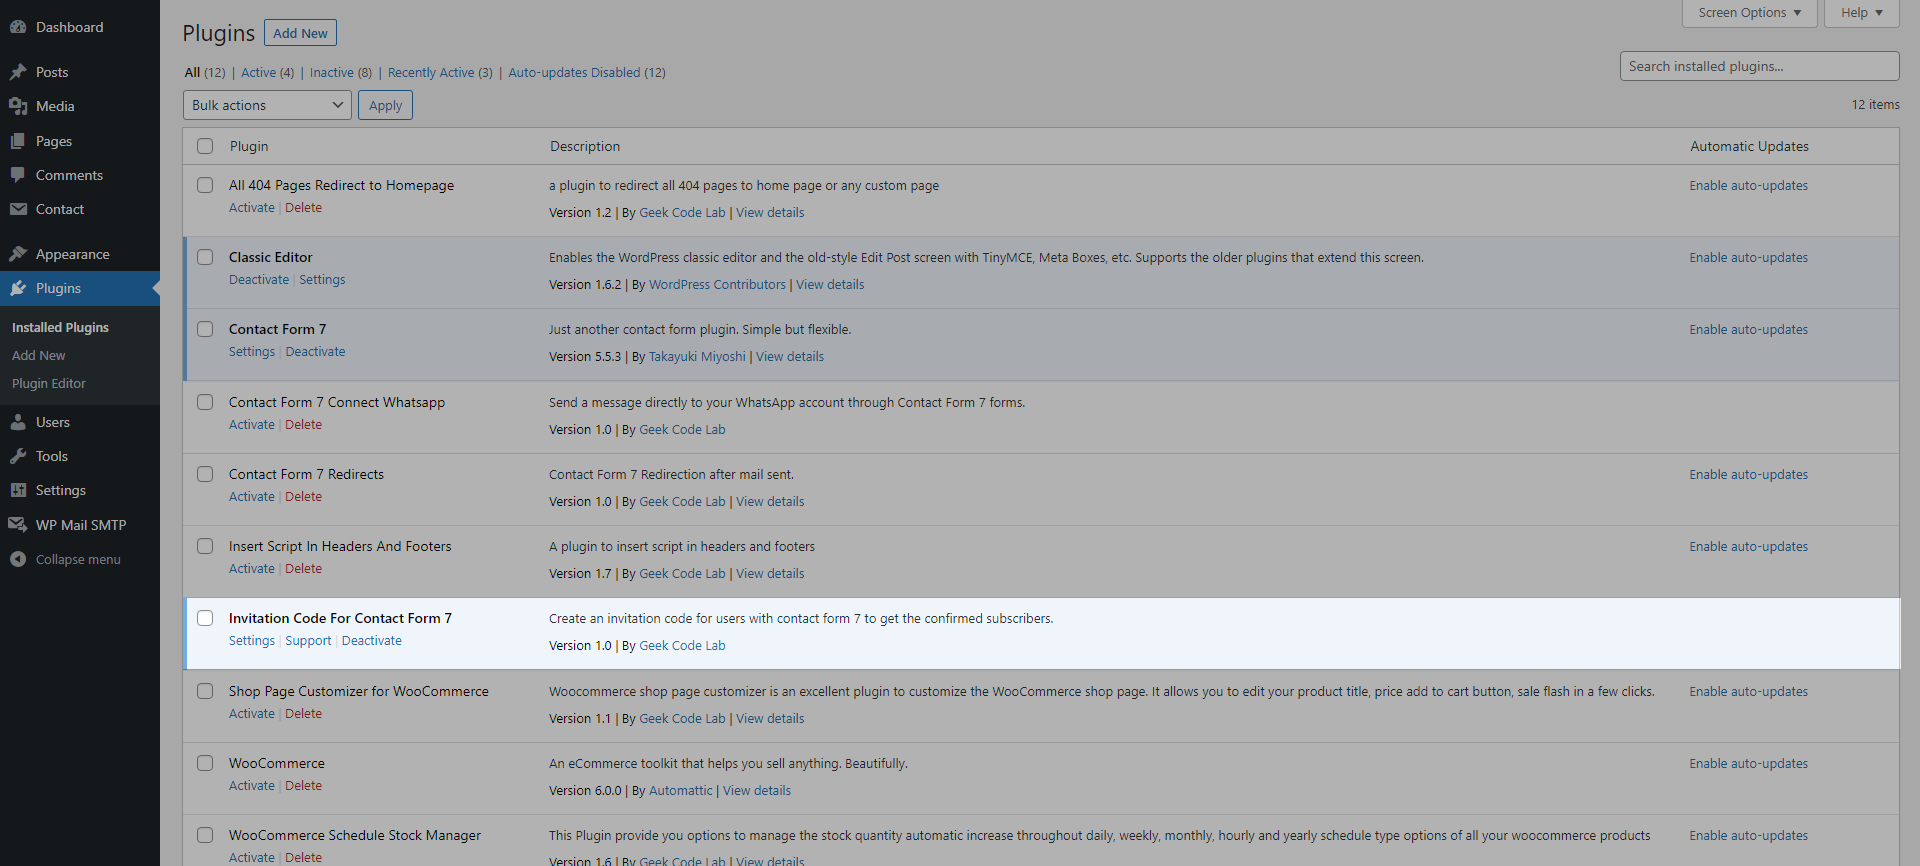 Dashboard
Posts
Media
Pages
Comments
Contact
Appearance
Plugins
Installed Plugins
Add New
Plugin Editor
Users
Tools
Settings
WP Mail SMTP
Collapse menu
Screen Options
Help
Plugins Add New
All (12) | Active (4) | Inactive (8) | Recently Active (3) | Auto-updates Disabled (12)
Search installed plugins...
Bulk actions Apply
12 items
Plugin Description Automatic Updates
All 404 Pages Redirect to Homepage a plugin to redirect all 404 pages to home page or any custom page Enable auto-updates
Activate | Delete Version 1.2 | By Geek Code Lab | View details
Classic Editor Enables the WordPress classic editor and the old-style Edit Post screen with TinyMCE, Meta Boxes, etc. Supports the older plugins that extend this screen. Enable auto-updates
Deactivate | Settings Version 1.6.2 | By WordPress Contributors | View details
Contact Form 7 Just another contact form plugin. Simple but flexible. Enable auto-updates
Settings | Deactivate Version 5.5.3 | By Takayuki Miyoshi | View details
Contact Form 7 Connect Whatsapp Send a message directly to your WhatsApp account through Contact Form 7 forms.
Activate | Delete Version 1.0 | By Geek Code Lab
Contact Form 7 Redirects Contact Form 7 Redirection after mail sent. Enable auto-updates
Activate | Delete Version 1.0 | By Geek Code Lab | View details
Insert Script In Headers And Footers A plugin to insert script in headers and footers Enable auto-updates
Activate | Delete Version 1.7 | By Geek Code Lab | View details
Invitation Code For Contact Form 7 Create an invitation code for users with contact form 7 to get the confirmed subscribers.
Settings | Support | Deactivate Version 1.0 | By Geek Code Lab
Shop Page Customizer for WooCommerce Woocommerce shop page customizer is an excellent plugin to customize the WooCommerce shop page. It allows you to edit your product title, price add to cart button, sale flash in a few clicks. Enable auto-updates
Activate | Delete Version 1.1 | By Geek Code Lab | View details
WooCommerce An eCommerce toolkit that helps you sell anything. Beautifully. Enable auto-updates
Activate | Delete Version 6.0.0 | By Automattic | View details
WooCommerce Schedule Stock Manager This Plugin provide you options to manage the stock quantity automatic increase throughout daily, weekly, monthly, hourly and yearly schedule type options of all your woocommerce products Enable auto-updates
Activate | Delete Version 1.6 | By Geek Code Lab | View details